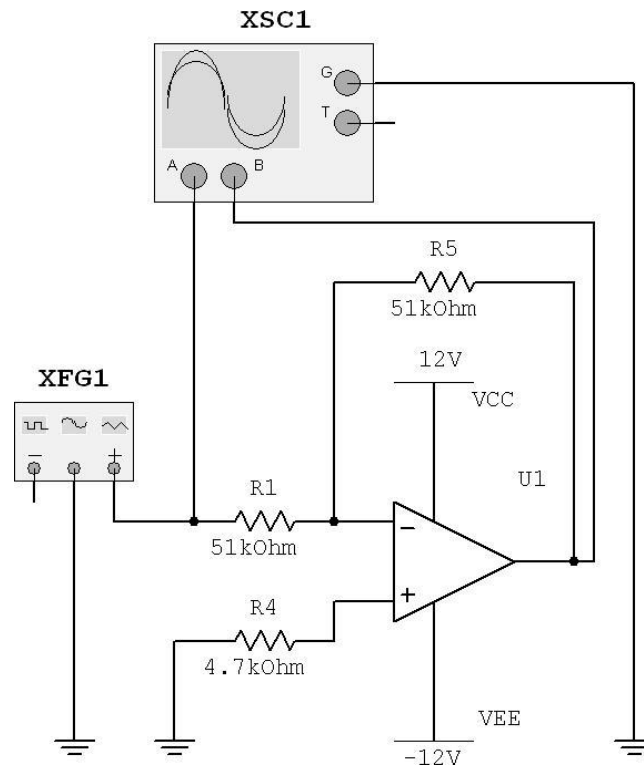 XSC1
G
T
A
B
R5
51kOhm
12V
VCC
XFG1
U1
R1
51kOhm
R4
4.7kOhm
VEE
-12V